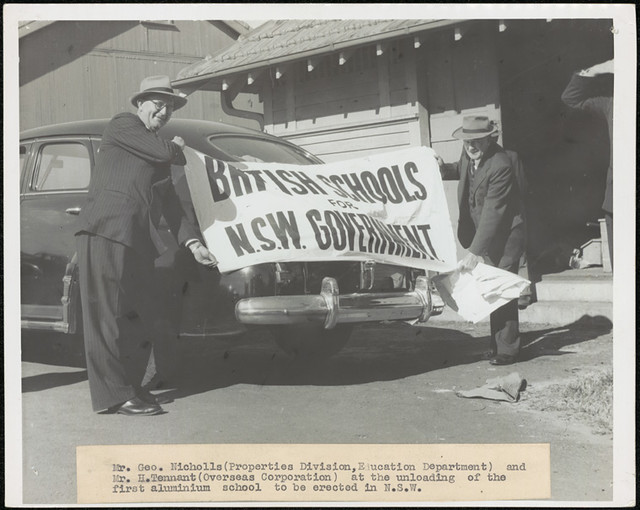 BRITISH SCHOOLS
FOR
N.S.W. GOVERNMENT
Mr. Geo. Nicholls(Properties Division,Education Department) and
Mr. H.Tennant(Overseas Corporation) at the unloading of the
first aluminium school to be erected in N.S.W.